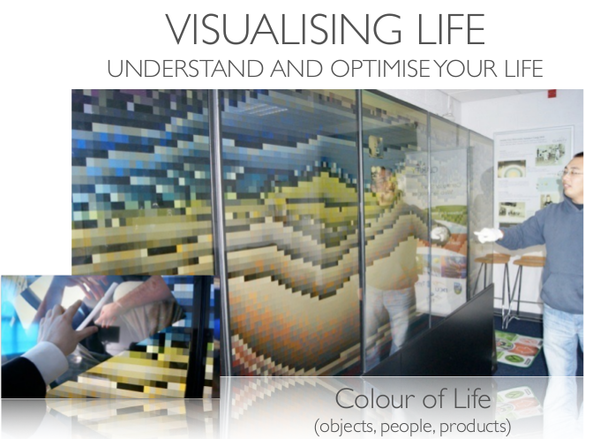 VISUALISING LIFE
UNDERSTAND AND OPTIMISE YOUR LIFE
Colour of Life
(objects, people, products)